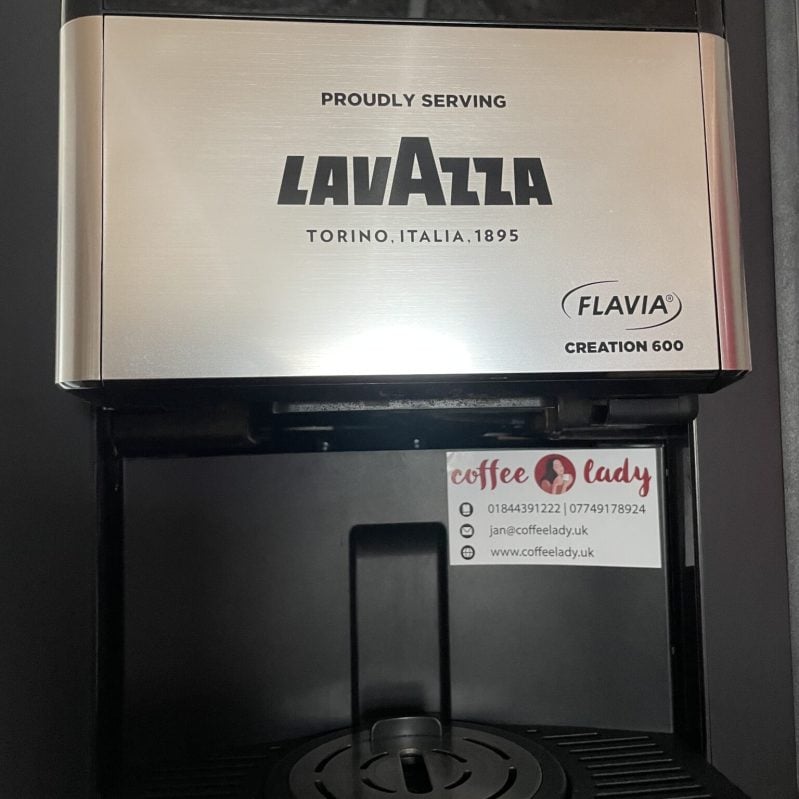 PROUDLY SERVING
LAVAZZA
TORINO, ITALIA, 1895
FLAVIA®
CREATION 600
coffee lady
01844391222 | 07749178924
jan@coffeelady.uk
www.coffeelady.uk